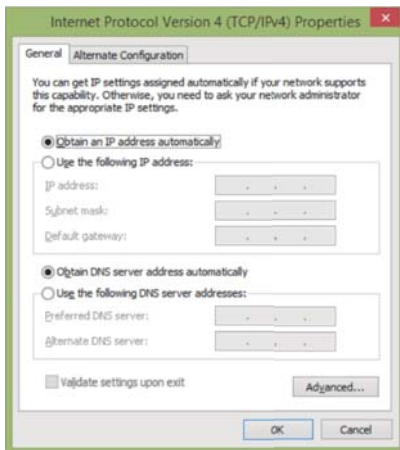 Internet Protocol Version 4 (TCP/IPv4) Properties
General
Alternate Configuration
You can get IP settings assigned automatically if your network supports
this capability. Otherwise, you need to ask your network administrator
for the appropriate IP settings.
Obtain an IP address automatically
Use the following IP address:
IP address:
Subnet mask:
Default gateway:
Obtain DNS server address automatically
Use the following DNS server addresses:
Preferred DNS server:
Alternate DNS server:
Validate settings upon exit
Advanced...
OK
Cancel